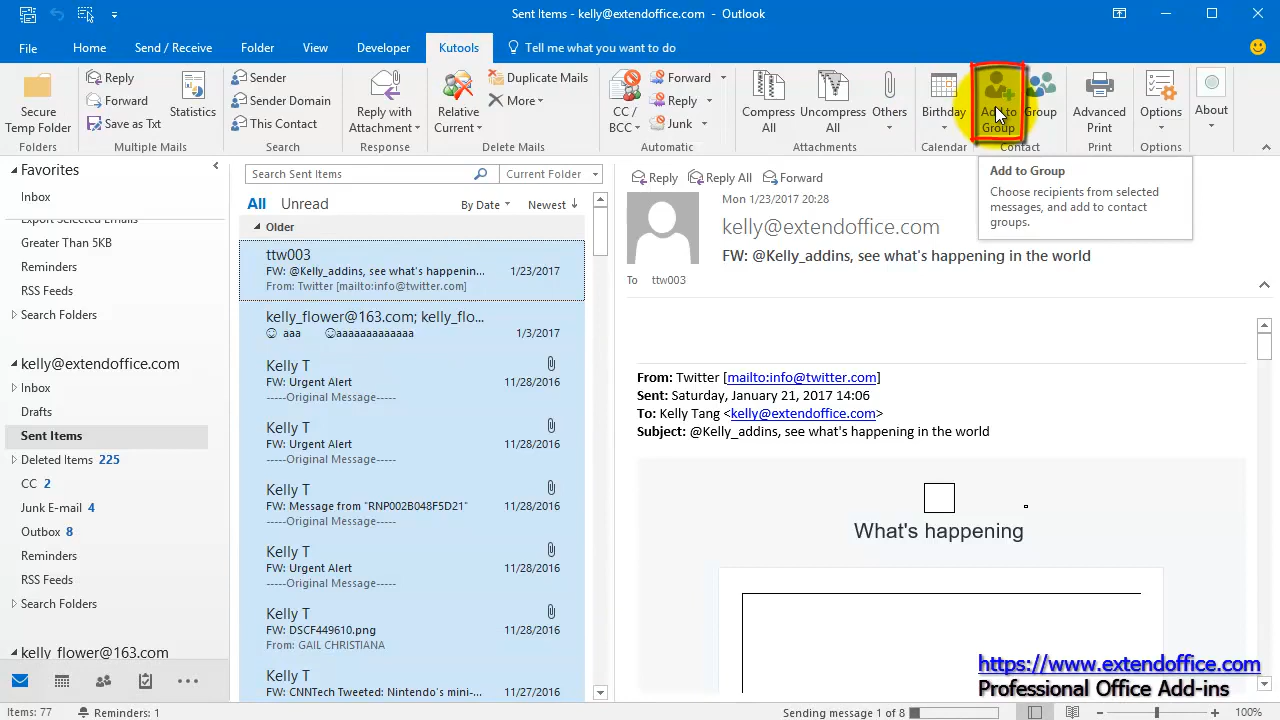 Sent Items - kelly@extendoffice.com - Outlook
File Home Send / Receive Folder View Developer Kutools Tell me what you want to do
Secure Temp Folder
Folders
Reply
Forward
Save as Txt
Statistics
Multiple Mails
Sender
Sender Domain
This Contact
Search
Reply with Attachment
Response
Relative Current
Duplicate Mails
More
Delete Mails
CC / BCC
Forward
Reply
Junk
Automatic
Compress All
Uncompress All
Others
Attachments
Birthday
Calendar
Add to Group
Group
Contact
Advanced Print
Print
Options
Options
About
Add to Group
Choose recipients from selected
messages, and add to contact
groups.
Favorites
Inbox
Export Selected Emails
Greater Than 5KB
Reminders
RSS Feeds
Search Folders
kelly@extendoffice.com
Inbox
Drafts
Sent Items
Deleted Items 225
CC 2
Junk E-mail 4
Outbox 8
Reminders
RSS Feeds
Search Folders
kelly_flower@163.com
Search Sent Items Current Folder
All Unread By Date Newest
Older
ttw003
FW: @Kelly_addins, see what's happenin... 1/23/2017
From: Twitter [mailto:info@twitter.com]
kelly_flower@163.com; kelly_flo...
☺ aaa ☺aaaaaaaaaaaaa 1/3/2017
Kelly T
FW: Urgent Alert 11/28/2016
-----Original Message-----
Kelly T
FW: Urgent Alert 11/28/2016
-----Original Message-----
Kelly T
FW: Message from "RNP002B048F5D21" 11/28/2016
-----Original Message-----
Kelly T
FW: Urgent Alert 11/28/2016
-----Original Message-----
Kelly T
FW: DSCF449610.png 11/28/2016
From: GAIL CHRISTIANA
Kelly T
FW: CNNTech Tweeted: Nintendo's mini-... 11/27/2016
Reply Reply All Forward
Mon 1/23/2017 20:28
kelly@extendoffice.com
FW: @Kelly_addins, see what's happening in the world
To ttw003
From: Twitter [mailto:info@twitter.com]
Sent: Saturday, January 21, 2017 14:06
To: Kelly Tang <kelly@extendoffice.com>
Subject: @Kelly_addins, see what's happening in the world
What's happening
https://www.extendoffice.com
Professional Office Add-ins
Items: 77 Reminders: 1 Sending message 1 of 8 100%